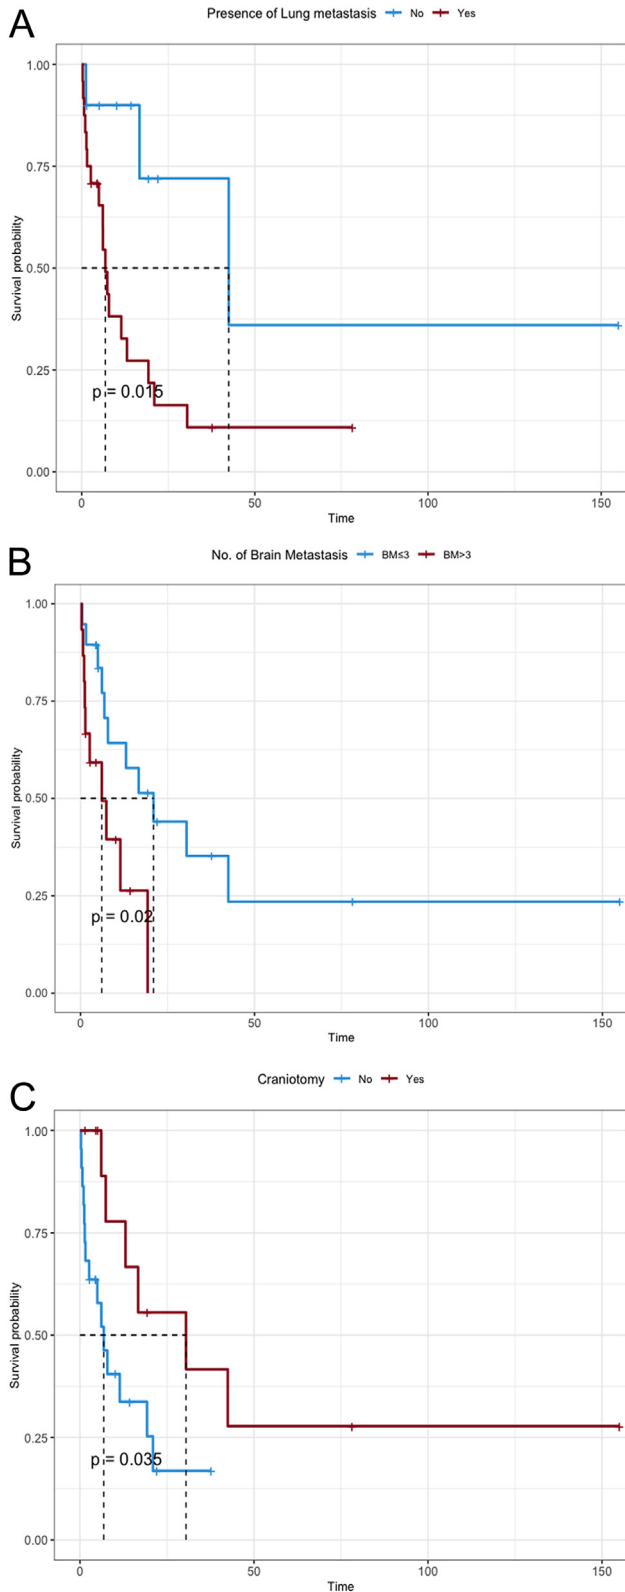 A
Presence of Lung metastasis No Yes
Survival probability
1.00
0.75
0.50
0.25
0.00
p = 0.015
0 50 100 150
Time
B
No. of Brain Metastasis BM≤3 BM>3
Survival probability
1.00
0.75
0.50
0.25
0.00
p = 0.02
0 50 100 150
Time
C
Craniotomy No Yes
Survival probability
1.00
0.75
0.50
0.25
0.00
p = 0.035
0 50 100 150
Time